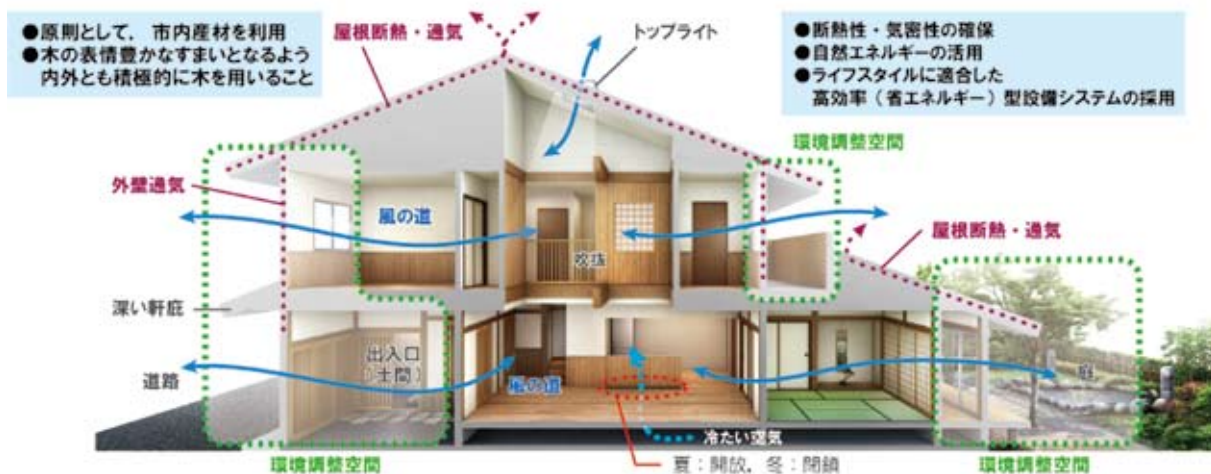 ●原則として，市内産材を利用
●木の表情豊かなすまいとなるよう
内外とも積極的に木を用いること
屋根断熱・通気
トップライト
●断熱性・気密性の確保
●自然エネルギーの活用
●ライフスタイルに適合した
高効率（省エネルギー）型設備システムの採用
環境調整空間
外壁通気
風の道
屋根断熱・通気
吹抜
深い軒庇
出入口
（土間）
道路
風の道
庭
冷たい空気
環境調整空間
夏：開放，冬：閉鎖
環境調整空間